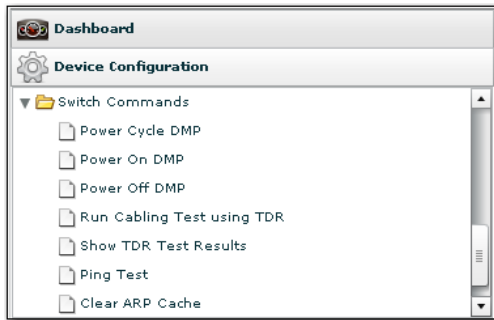 Dashboard
Device Configuration
Switch Commands
Power Cycle DMP
Power On DMP
Power Off DMP
Run Cabling Test using TDR
Show TDR Test Results
Ping Test
Clear ARP Cache